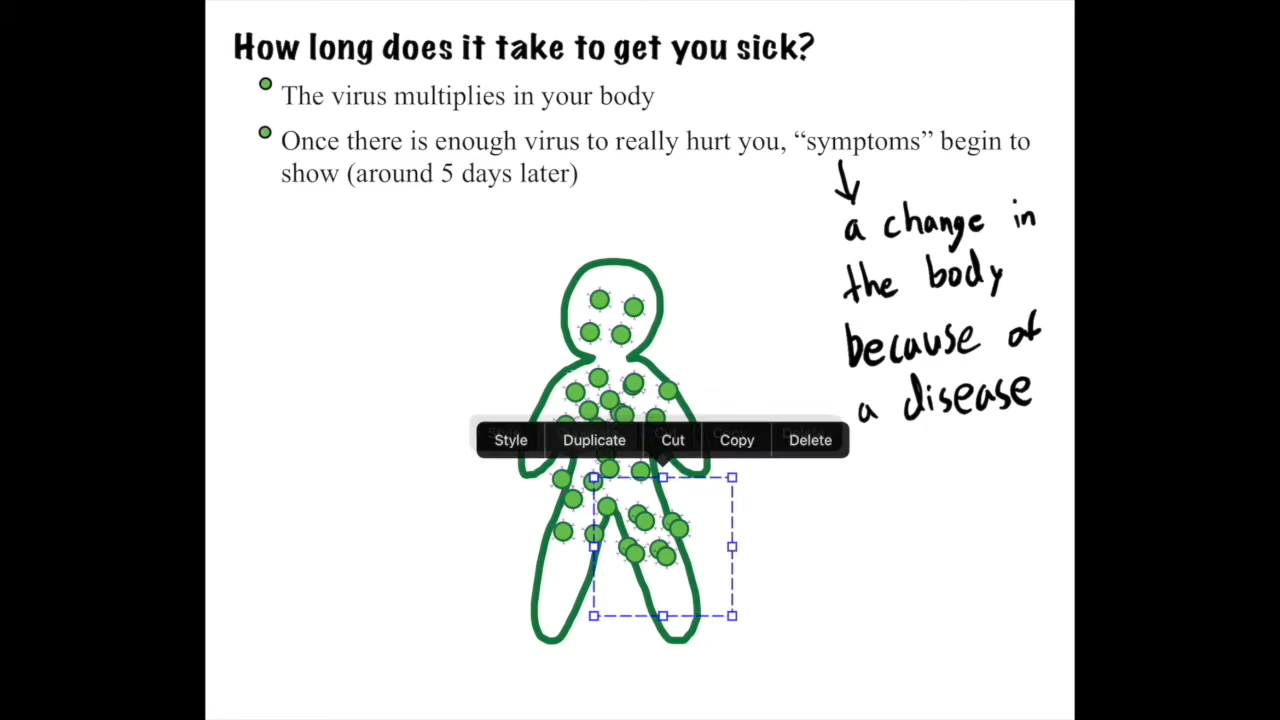 How long does it take to get you sick?
The virus multiplies in your body
Once there is enough virus to really hurt you, “symptoms” begin to
show (around 5 days later)
a change in
the body
because of
a disease
Style Duplicate Cut Copy Delete